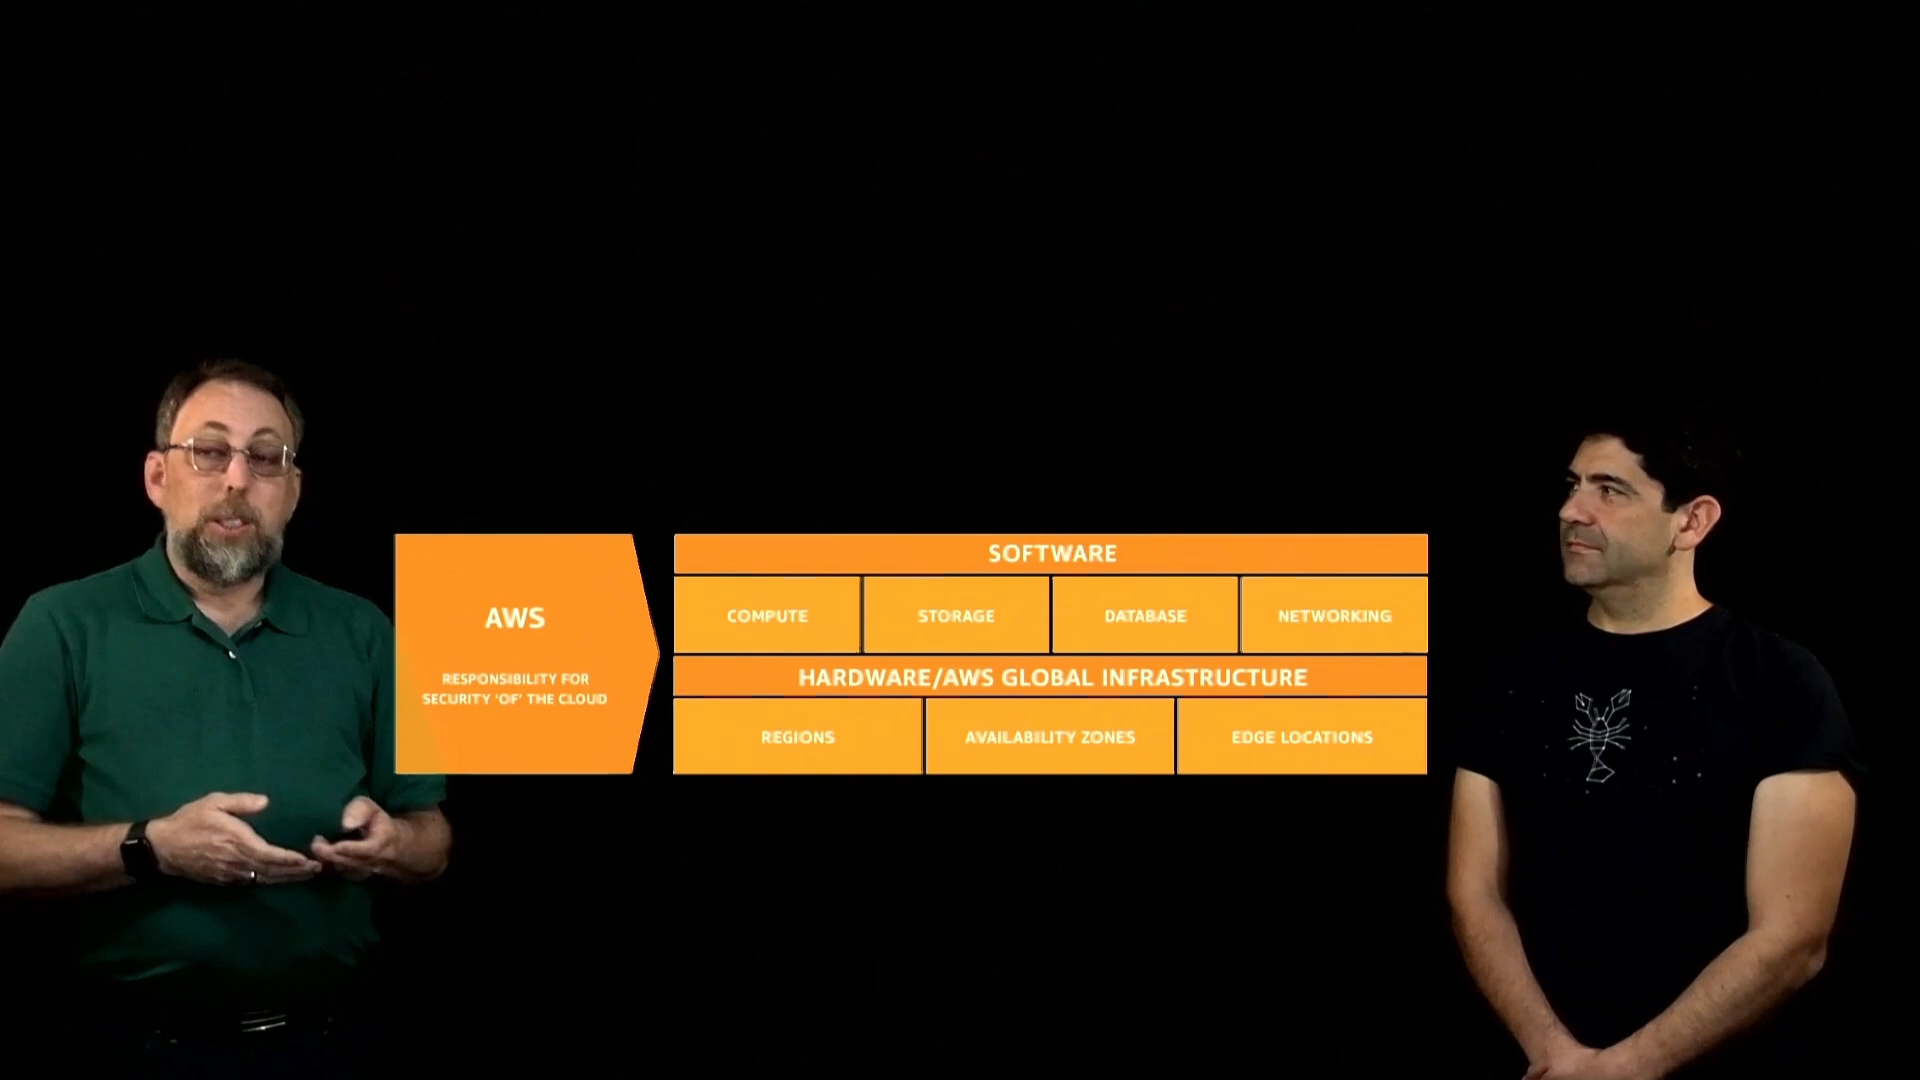 AWS
RESPONSIBILITY FOR
SECURITY 'OF' THE CLOUD
SOFTWARE
COMPUTE
STORAGE
DATABASE
NETWORKING
HARDWARE/AWS GLOBAL INFRASTRUCTURE
REGIONS
AVAILABILITY ZONES
EDGE LOCATIONS